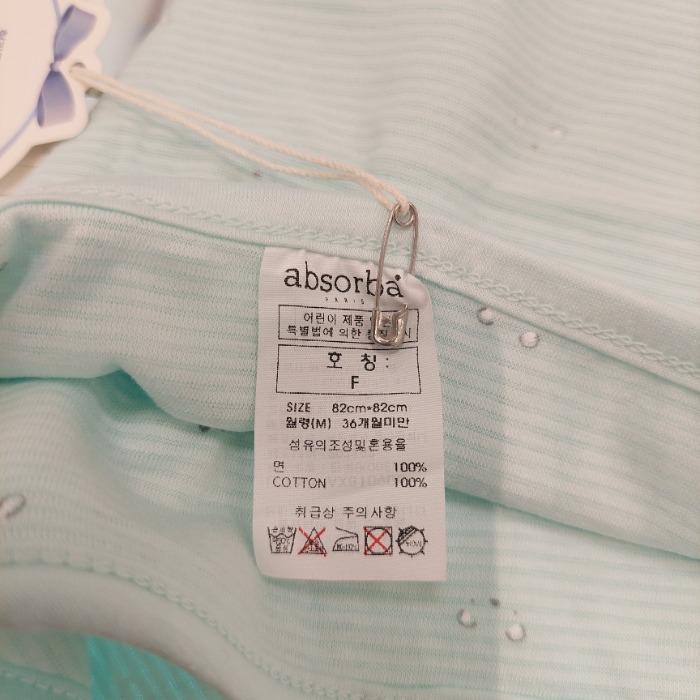 absorba
PARIS
어린이 제품
특별법에 의한
호 칭 :
F
SIZE 82cm*82cm
월령(M) 36개월미만
섬유의조성및혼용율
면 100%
COTTON 100%
취급상 주의사항